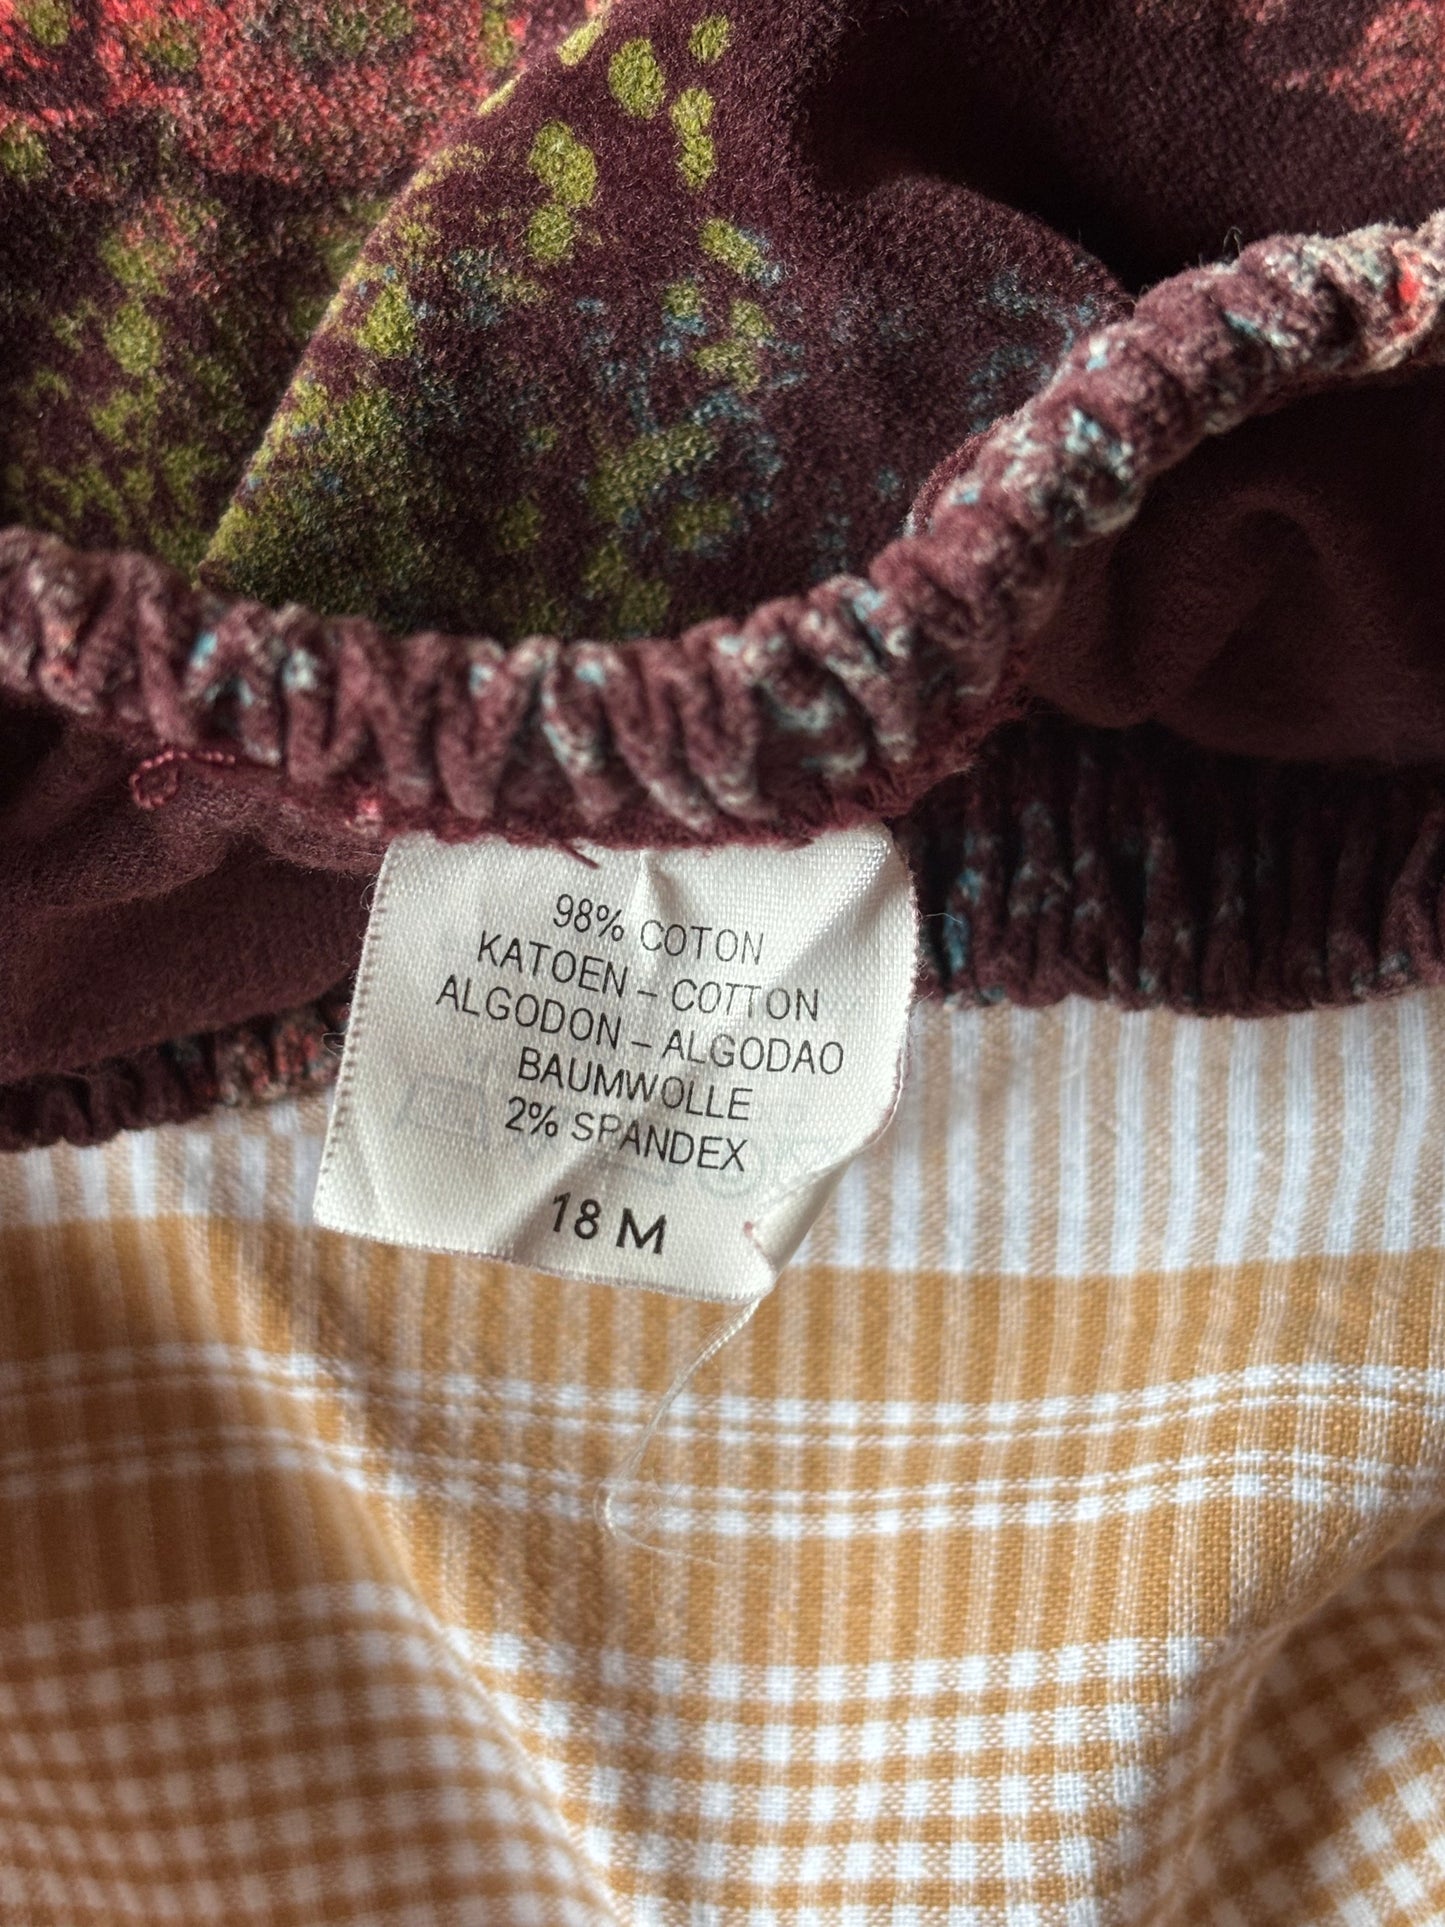 98% COTON
KATOEN – COTTON
ALGODON – ALGODAO
BAUMWOLLE
2% SPANDEX
18 M